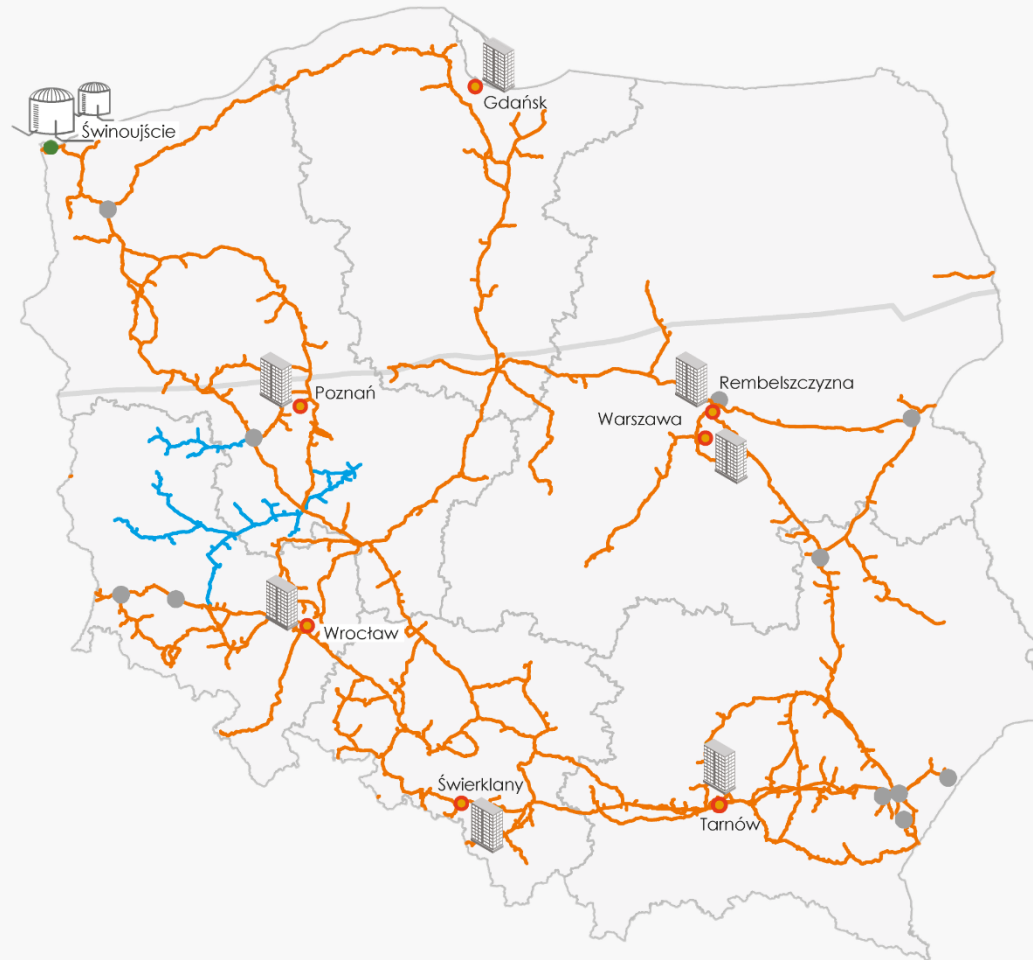 Gdańsk
Świnoujście
Rembelszczyzna
Poznań
Warszawa
Wrocław
Świerklany
Tarnów